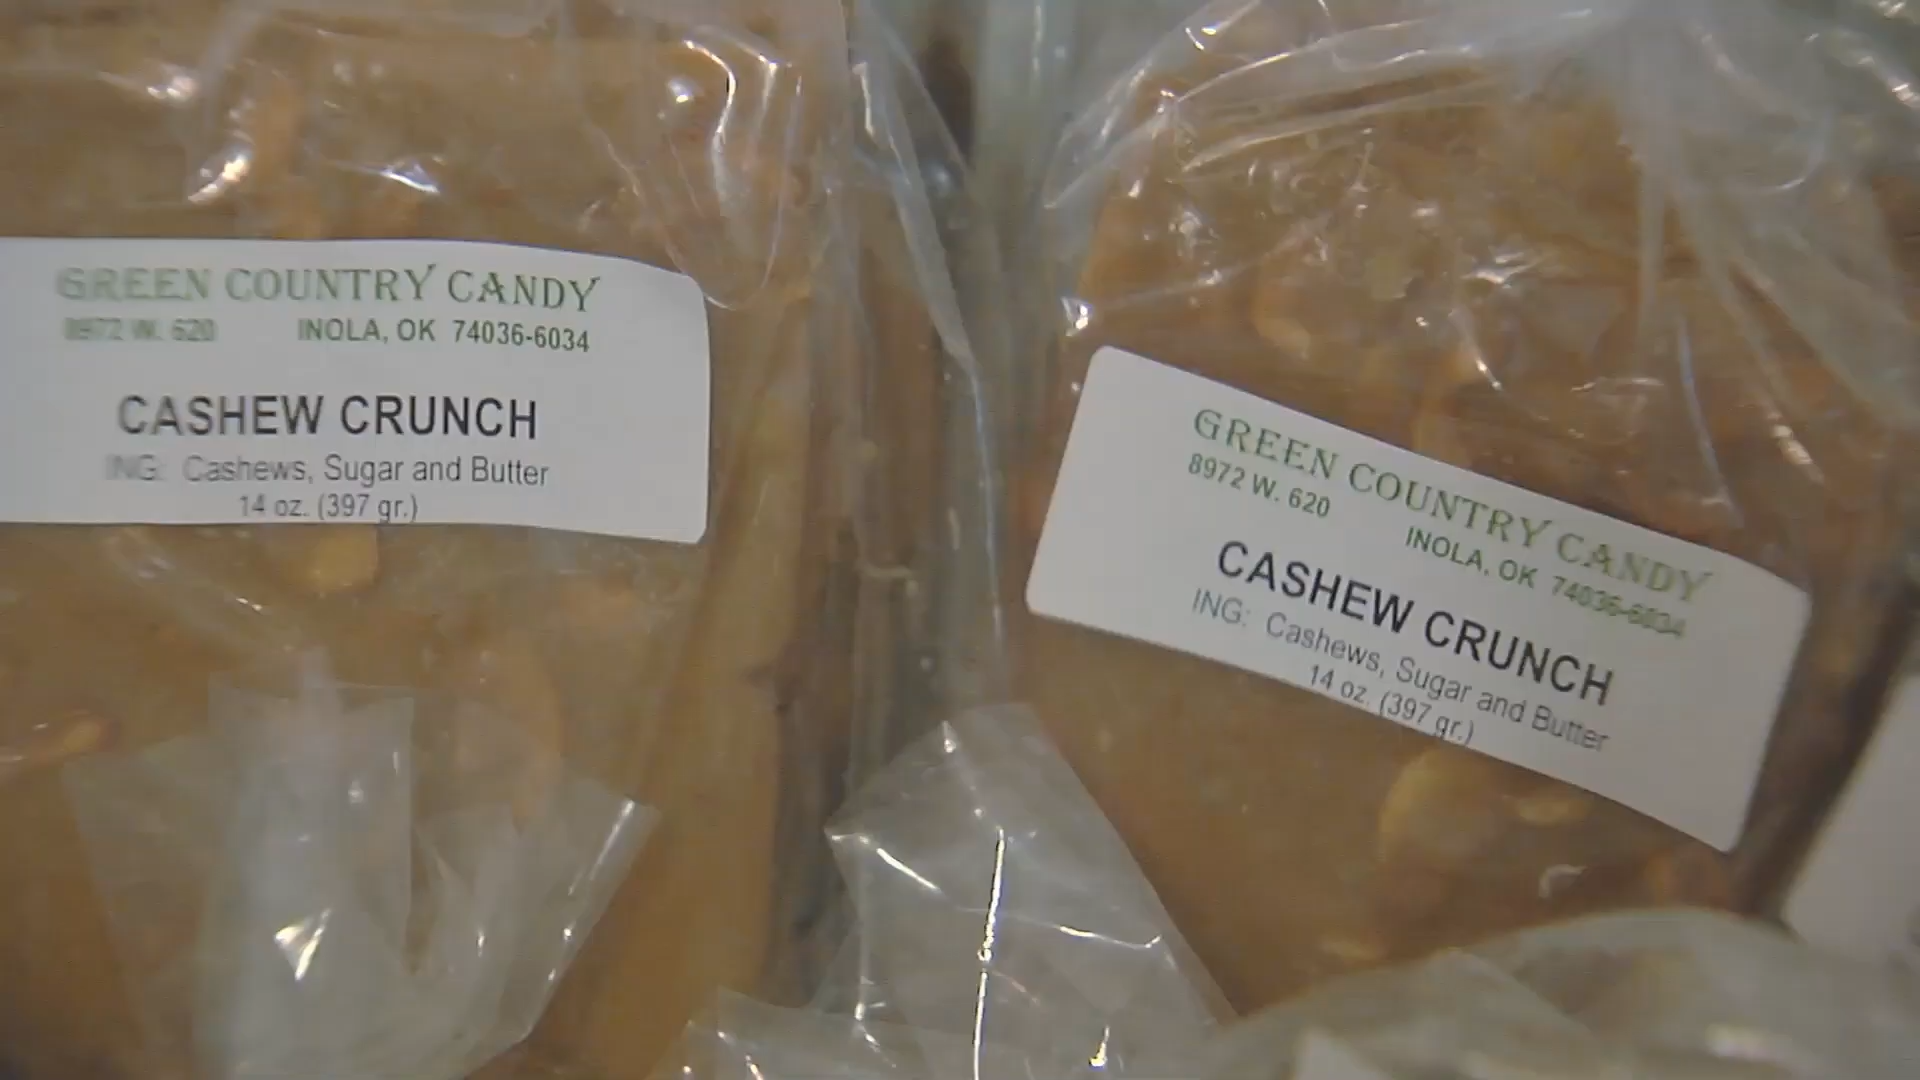 GREEN COUNTRY CANDY
8972 W. 620 INOLA, OK 74036-6034
CASHEW CRUNCH
ING: Cashews, Sugar and Butter
14 oz. (397 gr.)
GREEN COUNTRY CANDY
8972 W. 620 INOLA, OK 74036-6034
CASHEW CRUNCH
ING: Cashews, Sugar and Butter
14 oz. (397 gr.)